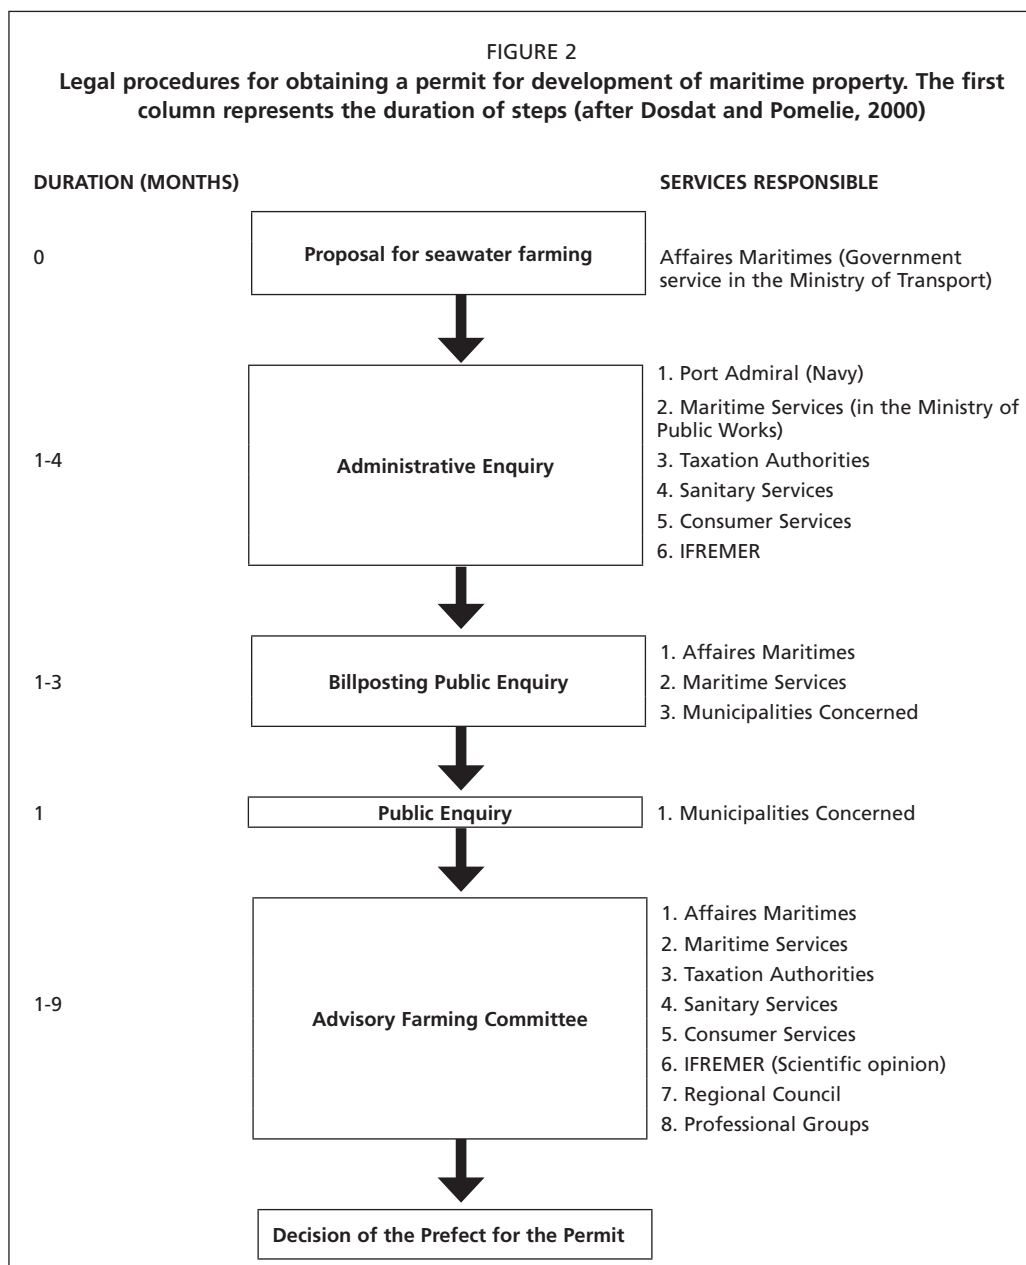 FIGURE 2
Legal procedures for obtaining a permit for development of maritime property. The first
column represents the duration of steps (after Dosdat and Pomelie, 2000)
DURATION (MONTHS)
SERVICES RESPONSIBLE
0
Proposal for seawater farming
Affaires Maritimes (Government
service in the Ministry of Transport)
1-4
Administrative Enquiry
1. Port Admiral (Navy)
2. Maritime Services (in the Ministry of
Public Works)
3. Taxation Authorities
4. Sanitary Services
5. Consumer Services
6. IFREMER
1-3
Billposting Public Enquiry
1. Affaires Maritimes
2. Maritime Services
3. Municipalities Concerned
1
Public Enquiry
1. Municipalities Concerned
1-9
Advisory Farming Committee
1. Affaires Maritimes
2. Maritime Services
3. Taxation Authorities
4. Sanitary Services
5. Consumer Services
6. IFREMER (Scientific opinion)
7. Regional Council
8. Professional Groups
Decision of the Prefect for the Permit